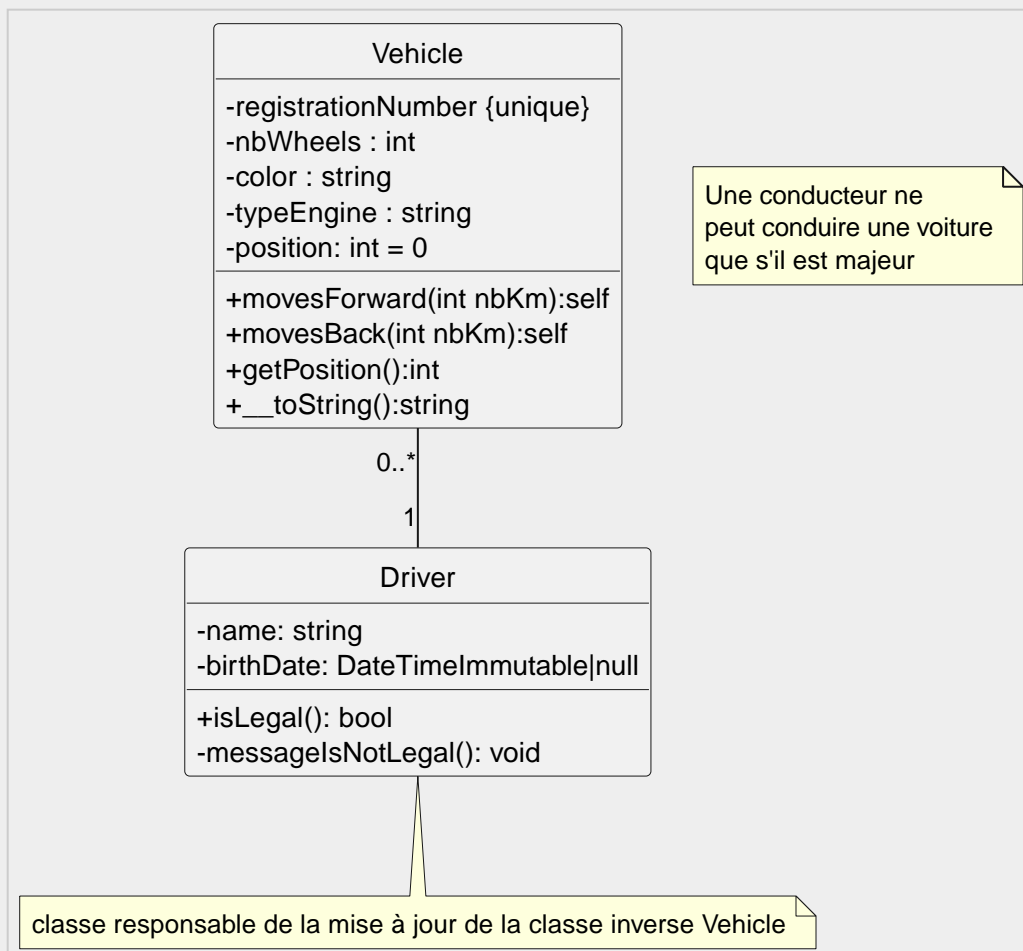 Vehicle
-registrationNumber {unique}
-nbWheels : int
-color : string
-typeEngine : string
-position: int = 0
+movesForward(int nbKm):self
+movesBack(int nbKm):self
+getPosition():int
+__toString():string
Une conducteur ne
peut conduire une voiture
que s'il est majeur
0..*
1
Driver
-name: string
-birthDate: DateTimeImmutable|null
+isLegal(): bool
-messageIsNotLegal(): void
classe responsable de la mise à jour de la classe inverse Vehicle